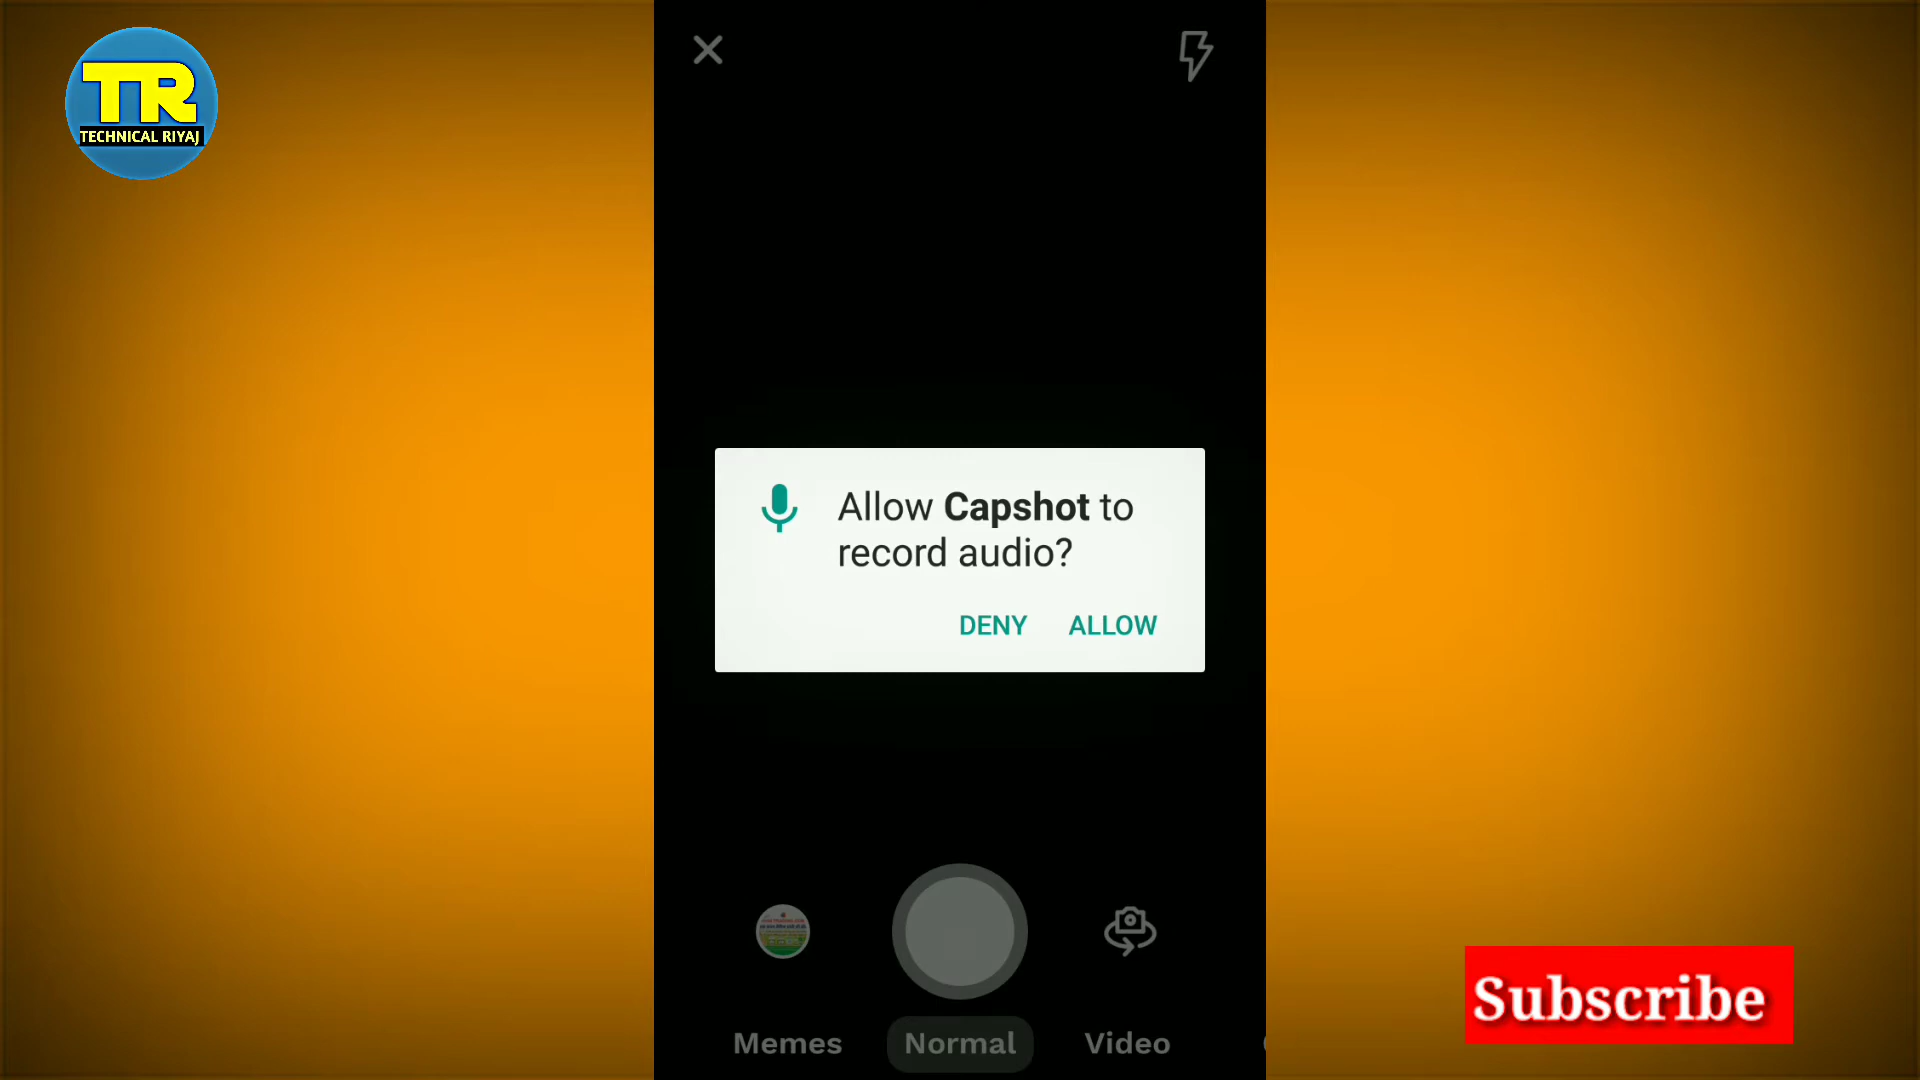 TR
TECHNICAL RIYAJ
Allow Capshot to
record audio?
DENY ALLOW
Memes Normal Video
Subscribe